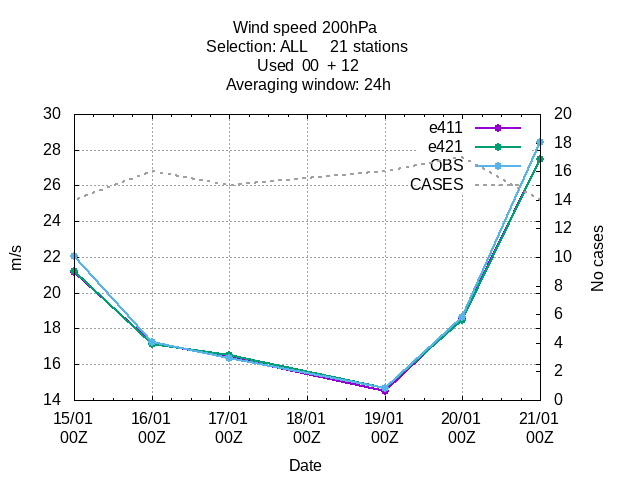 Wind speed 200hPa
Selection: ALL     21 stations
Used  00  + 12
Averaging window: 24h
30
28
26
24
22
20
18
16
14
m/s
20
18
16
14
12
10
8
6
4
2
0
No cases
e411
e421
OBS
CASES
15/01 16/01 17/01 18/01 19/01 20/01 21/01
00Z 00Z 00Z 00Z 00Z 00Z 00Z
Date